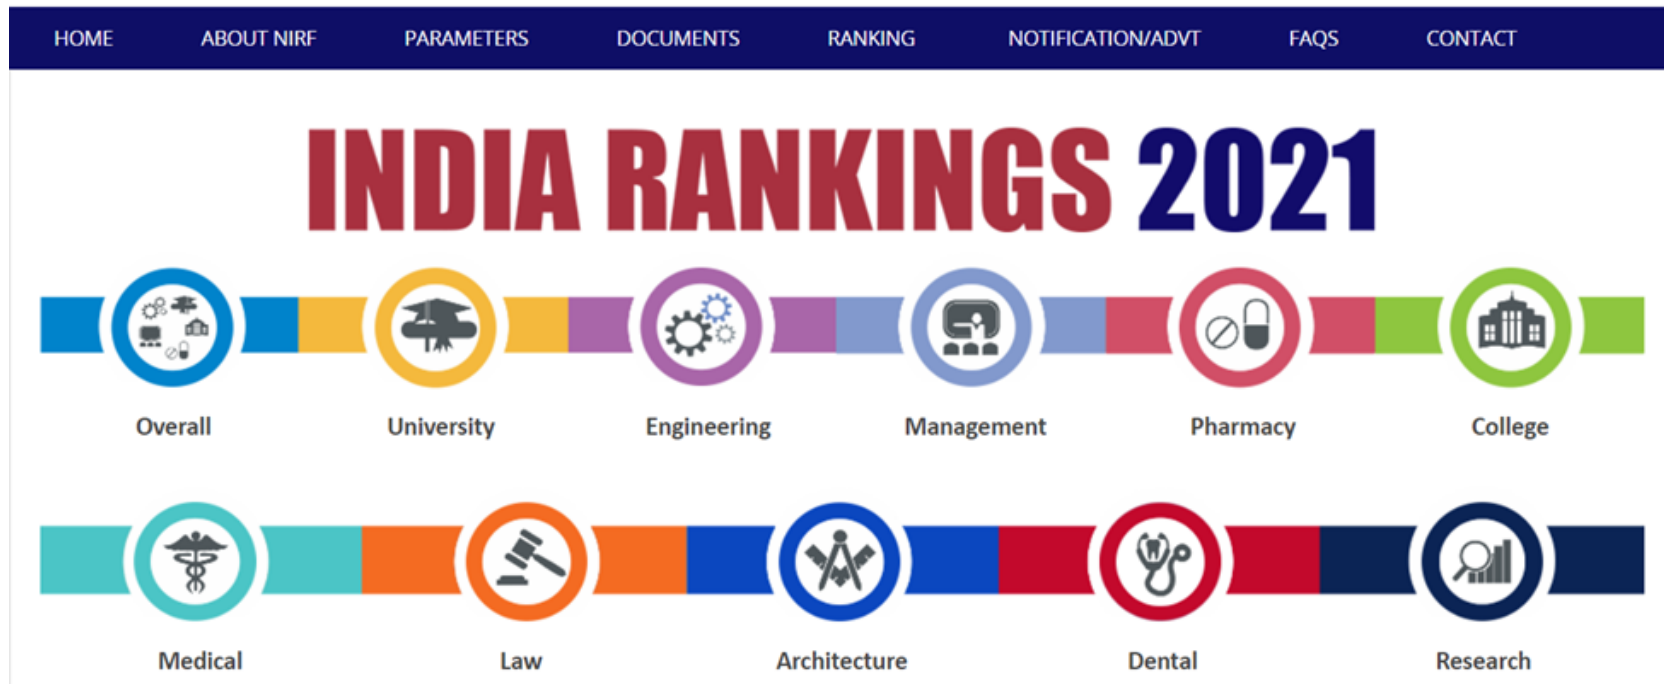 HOME ABOUT NIRF PARAMETERS DOCUMENTS RANKING NOTIFICATION/ADVT FAQS CONTACT
INDIA RANKINGS 2021
Overall University Engineering Management Pharmacy College
Medical Law Architecture Dental Research